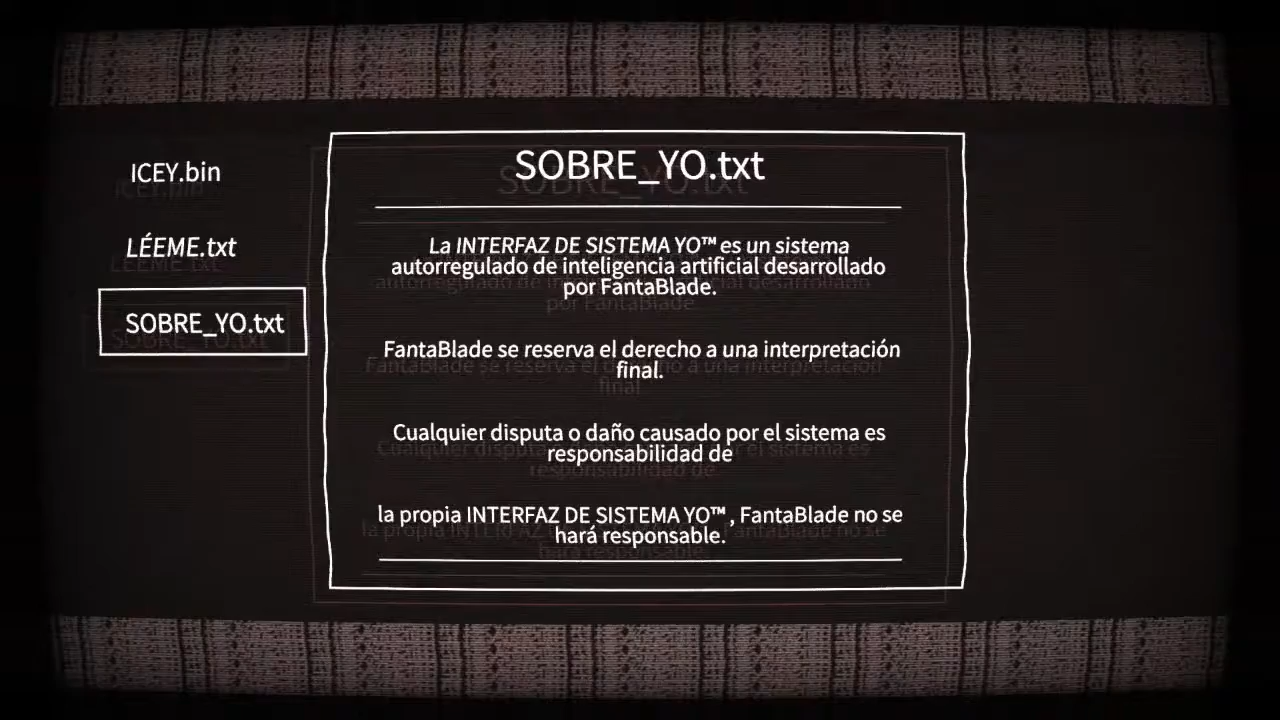 ICEY.bin
LÉEME.txt
SOBRE_YO.txt
SOBRE_YO.txt
La INTERFAZ DE SISTEMA YO™ es un sistema
autorregulado de inteligencia artificial desarrollado
por FantaBlade.
FantaBlade se reserva el derecho a una interpretación
final.
Cualquier disputa o daño causado por el sistema es
responsabilidad de
la propia INTERFAZ DE SISTEMA YO™ , FantaBlade no se
hará responsable.